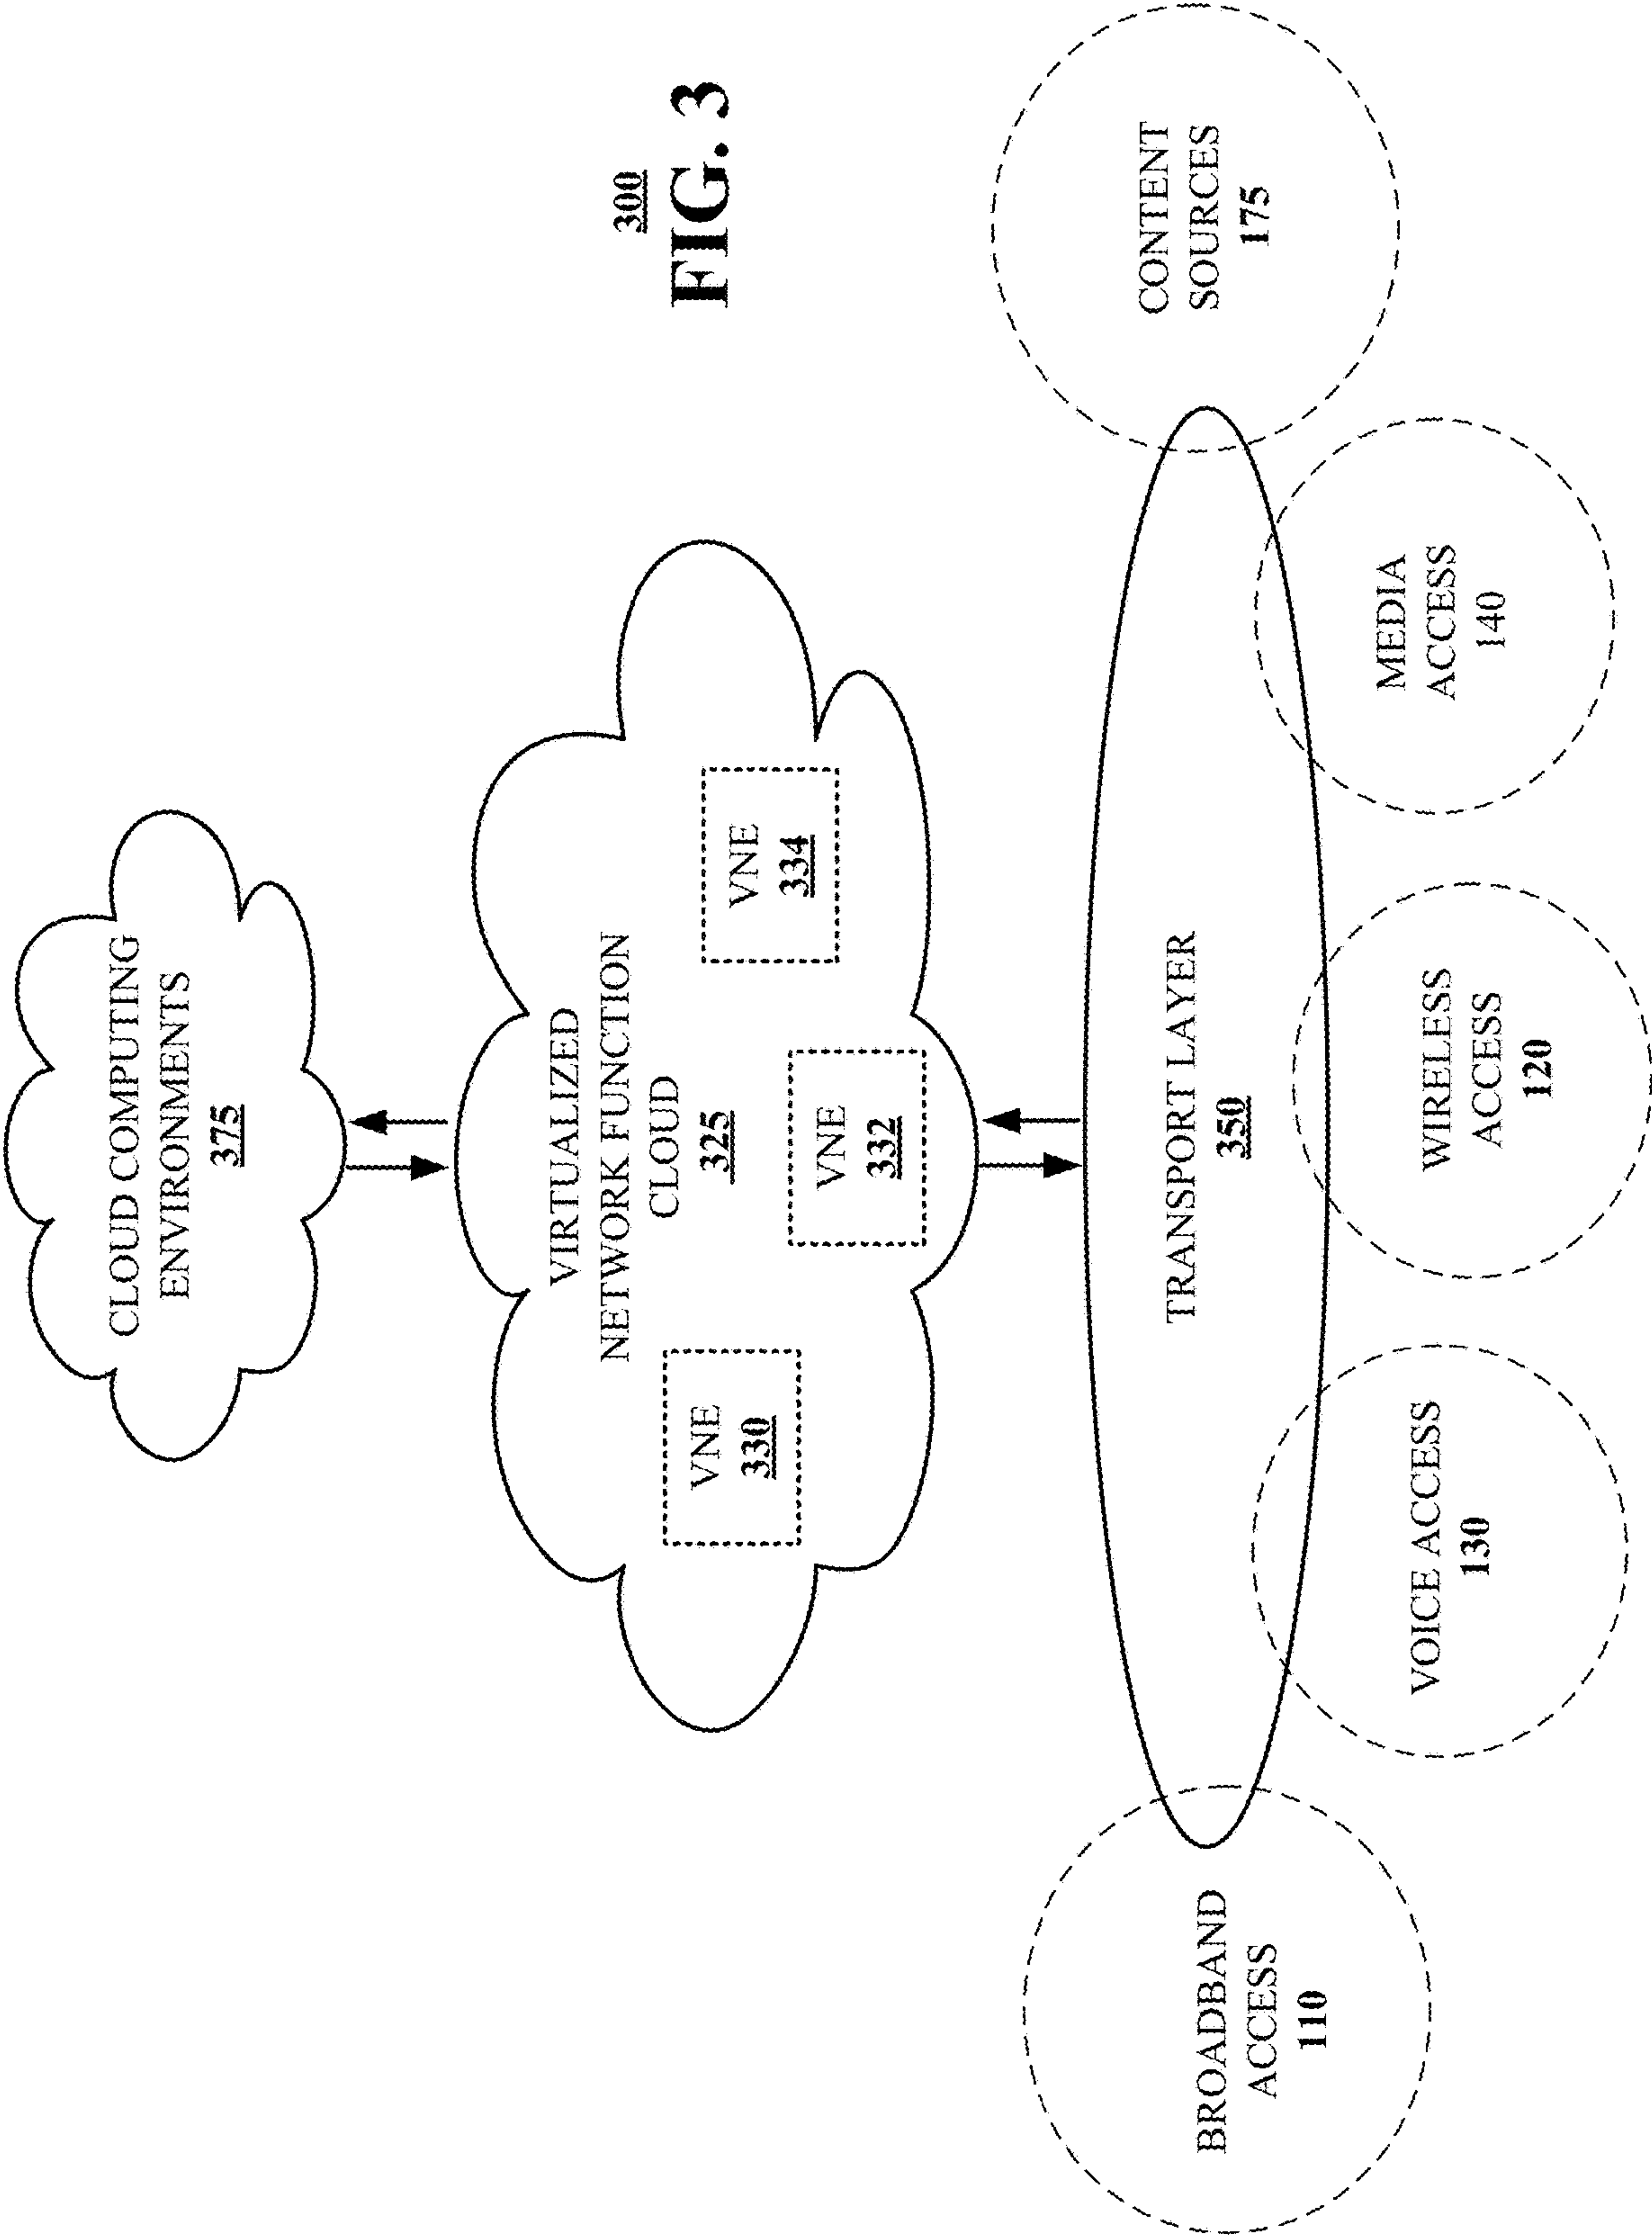 CLOUD COMPUTING
ENVIRONMENTS
375
VIRTUALIZED
NETWORK FUNCTION
CLOUD
325
VNE
330
VNE
332
VNE
334
300
FIG. 3
TRANSPORT LAYER
350
BROADBAND
ACCESS
110
VOICE ACCESS
130
WIRELESS
ACCESS
120
MEDIA
ACCESS
140
CONTENT
SOURCES
175